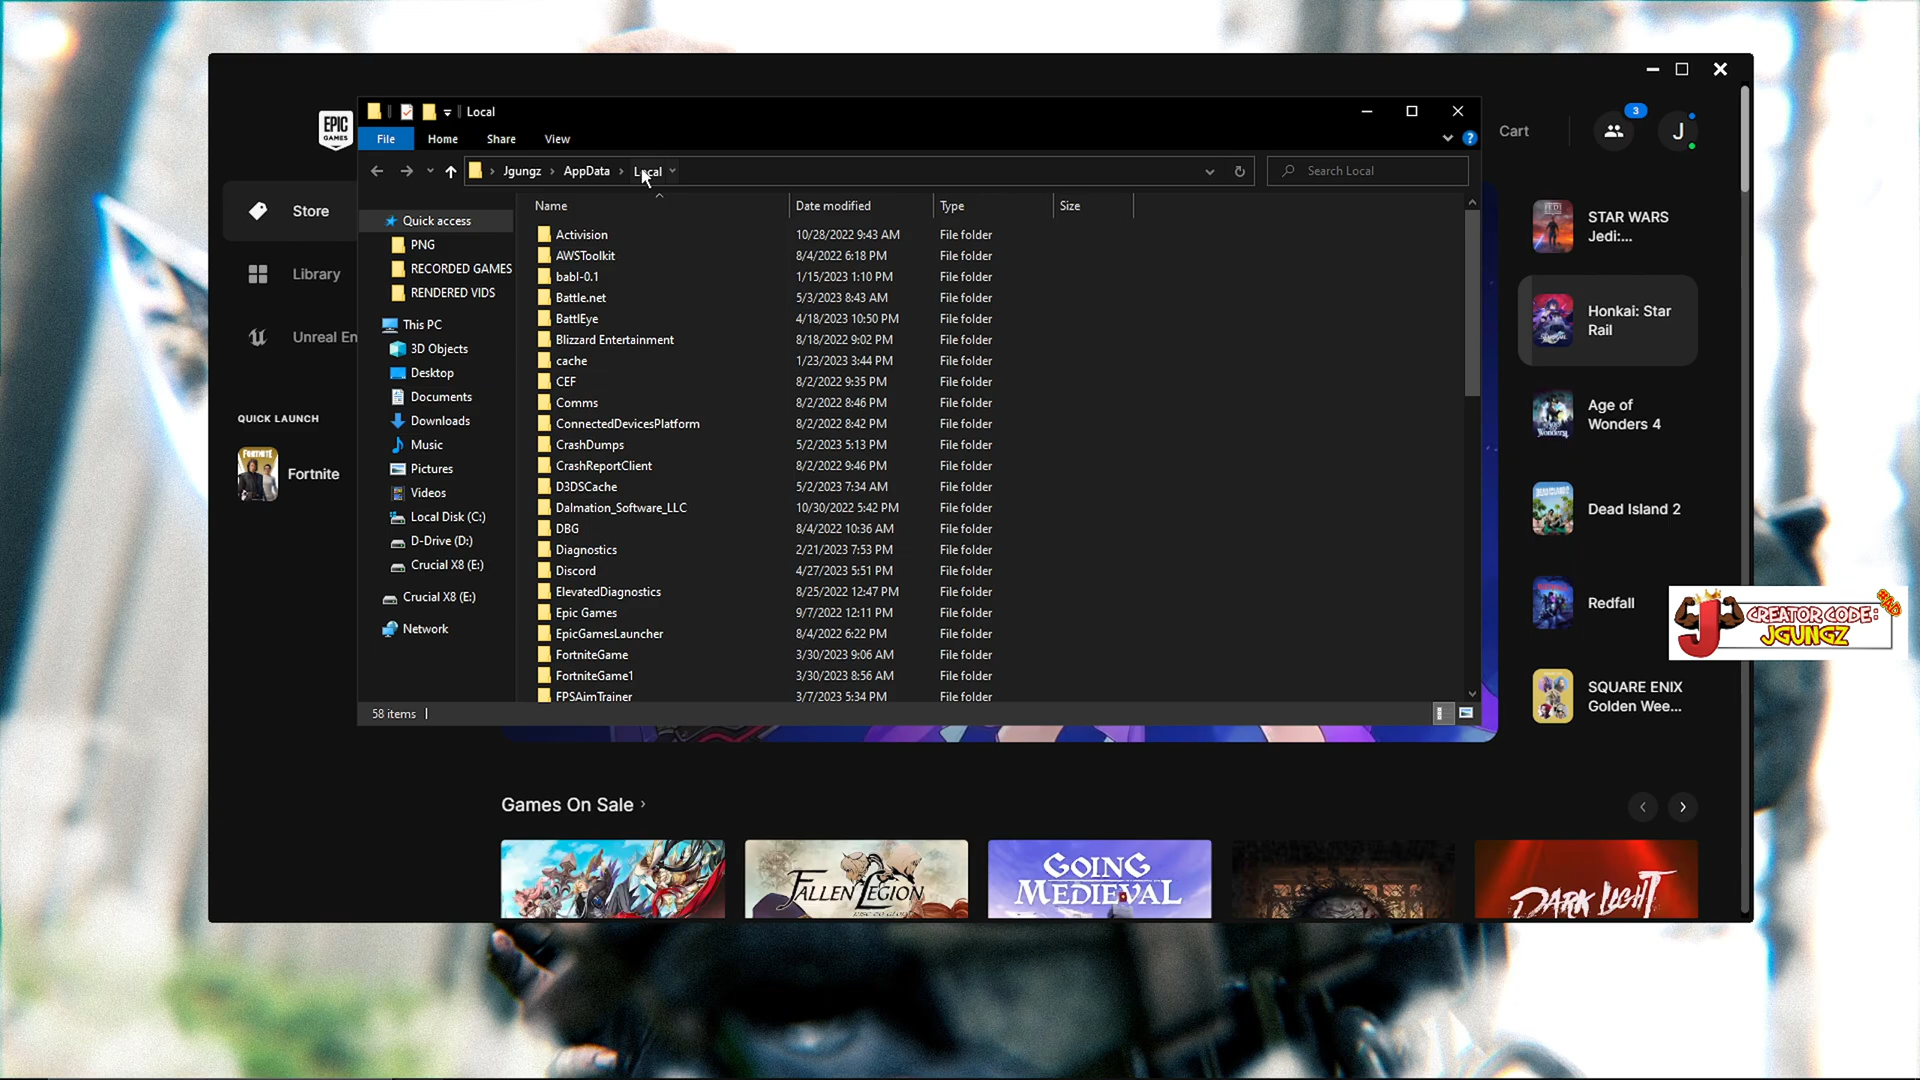 EPIC
GAMES
Store
Library
Unreal En
QUICK LAUNCH
FORTNITE
Fortnite
Local
File
Home
Share
View
Jgungz
AppData
Local
Search Local
Name
Date modified
Type
Size
Quick access
PNG
RECORDED GAMES
RENDERED VIDS
This PC
3D Objects
Desktop
Documents
Downloads
Music
Pictures
Videos
Local Disk (C:)
D-Drive (D:)
Crucial X8 (E:)
Crucial X8 (E:)
Network
Activision 10/28/2022 9:43 AM File folder
AWSToolkit 8/4/2022 6:18 PM File folder
babl-0.1 1/15/2023 1:10 PM File folder
Battle.net 5/3/2023 8:43 AM File folder
BattlEye 4/18/2023 10:50 PM File folder
Blizzard Entertainment 8/18/2022 9:02 PM File folder
cache 1/23/2023 3:44 PM File folder
CEF 8/2/2022 9:35 PM File folder
Comms 8/2/2022 8:46 PM File folder
ConnectedDevicesPlatform 8/2/2022 8:42 PM File folder
CrashDumps 5/2/2023 5:13 PM File folder
CrashReportClient 8/2/2022 9:46 PM File folder
D3DSCache 5/2/2023 7:34 AM File folder
Dalmation_Software_LLC 10/30/2022 5:42 PM File folder
DBG 8/4/2022 10:36 AM File folder
Diagnostics 2/21/2023 7:53 PM File folder
Discord 4/27/2023 5:51 PM File folder
ElevatedDiagnostics 8/25/2022 12:47 PM File folder
Epic Games 9/7/2022 12:11 PM File folder
EpicGamesLauncher 8/4/2022 6:22 PM File folder
FortniteGame 3/30/2023 9:06 AM File folder
FortniteGame1 3/30/2023 8:56 AM File folder
FPSAimTrainer 3/7/2023 5:34 PM File folder
58 items
Cart
3
J
STAR WARS
Jedi:...
Honkai: Star
Rail
Age of
Wonders 4
Dead Island 2
Redfall
SQUARE ENIX
Golden Wee...
J
CREATOR CODE:
JGUNGZ
#AD
Games On Sale
FALLEN LEGION
GOING
MEDIEVAL
DARK LIGHT